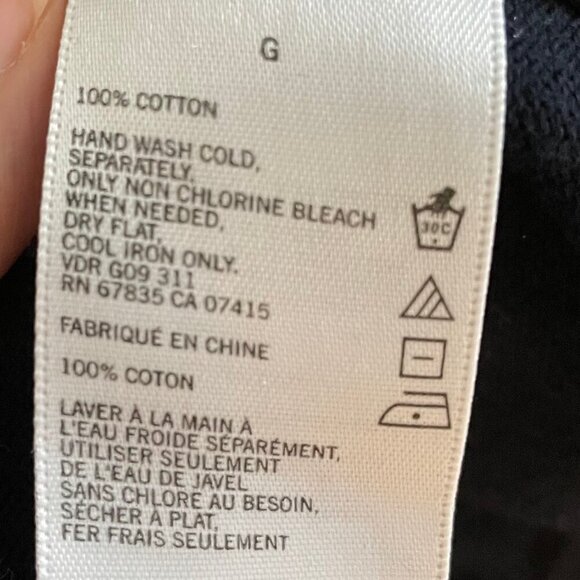 G
100% COTTON
HAND WASH COLD,
SEPARATELY.
ONLY NON CHLORINE BLEACH
WHEN NEEDED,
DRY FLAT,
COOL IRON ONLY.
VDR G09 311
RN 67835 CA 07415
30C
FABRIQUÉ EN CHINE
100% COTON
LAVER À LA MAIN À
L'EAU FROIDE SÉPARÉMENT,
UTILISER SEULEMENT
DE L'EAU DE JAVEL
SANS CHLORE AU BESOIN,
SÉCHER À PLAT,
FER FRAIS SEULEMENT